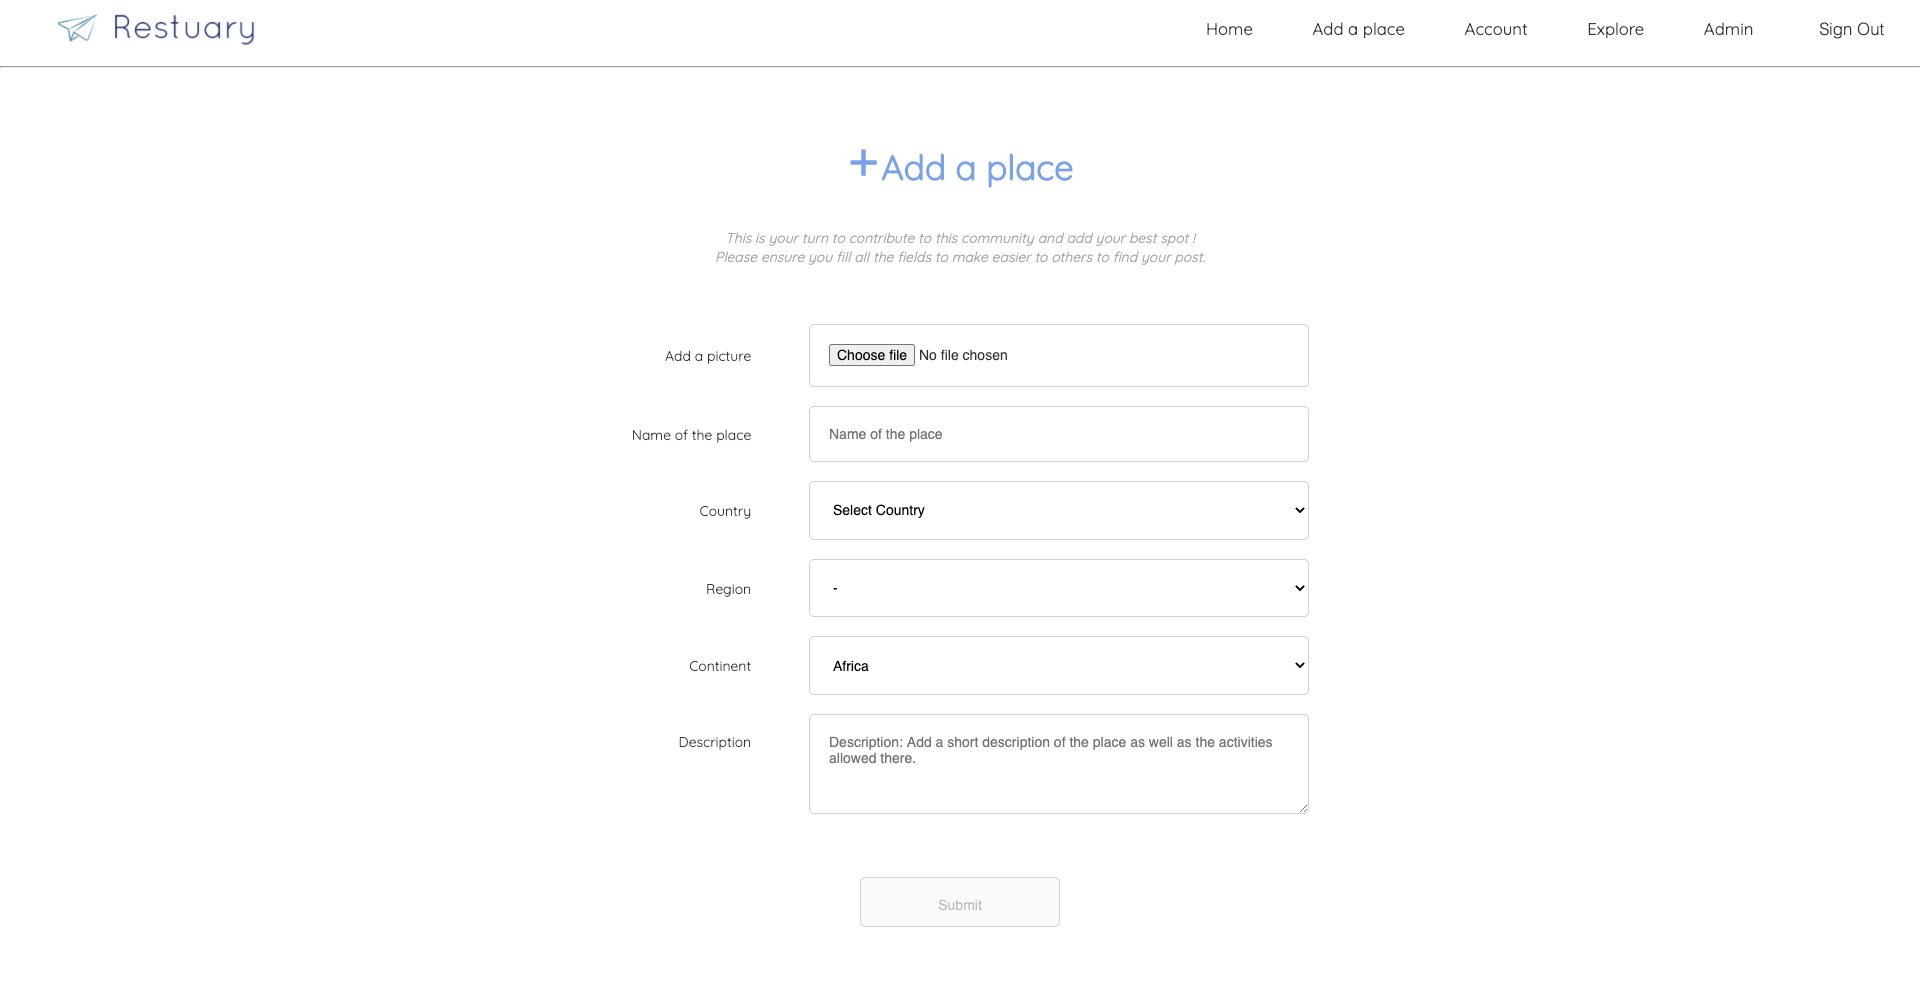 Restuary
Home Add a place Account Explore Admin Sign Out
+Add a place
This is your turn to contribute to this community and add your best spot !
Please ensure you fill all the fields to make easier to others to find your post.
Add a picture Choose file No file chosen
Name of the place Name of the place
Country Select Country
Region -
Continent Africa
Description Description: Add a short description of the place as well as the activities
allowed there.
Submit